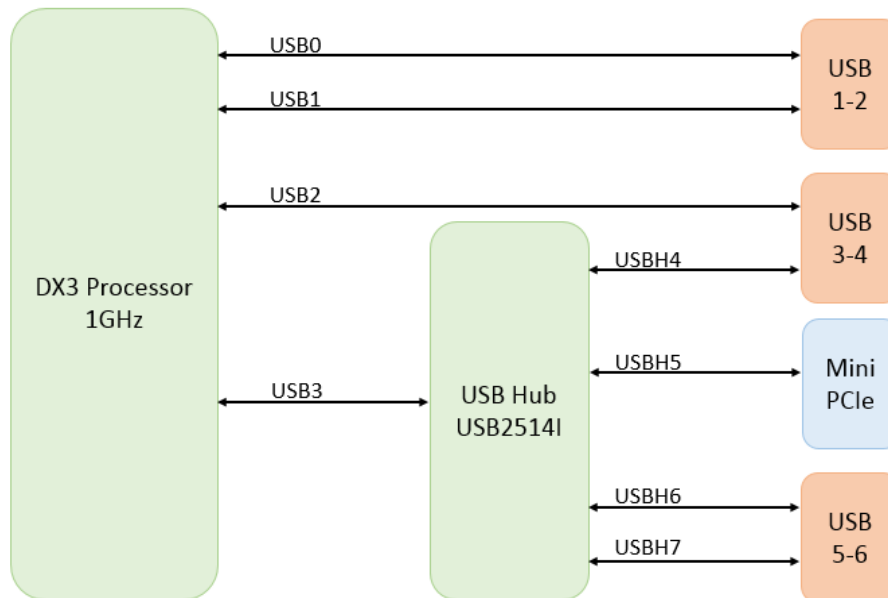 USB0
USB
1-2
USB1
USB2
USB
3-4
USBH4
DX3 Processor
1GHz
USBH5
Mini
PCIe
USB3
USB Hub
USB2514I
USBH6
USB
5-6
USBH7